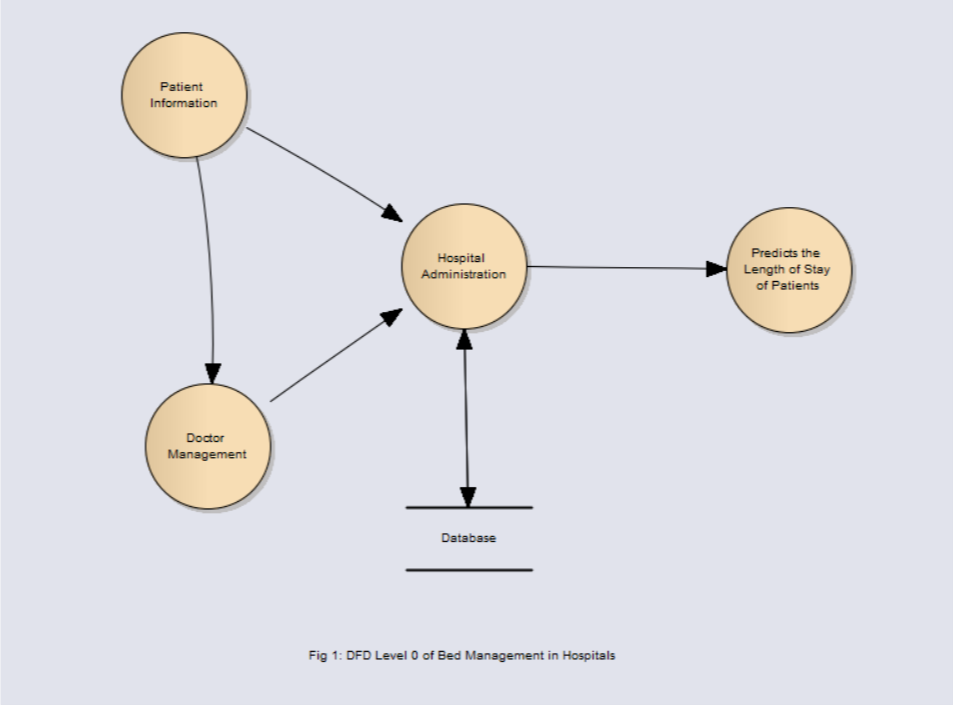 Patient
Information
Hospital
Administration
Predicts the
Length of Stay
of Patients
Doctor
Management
Database
Fig 1: DFD Level 0 of Bed Management in Hospitals